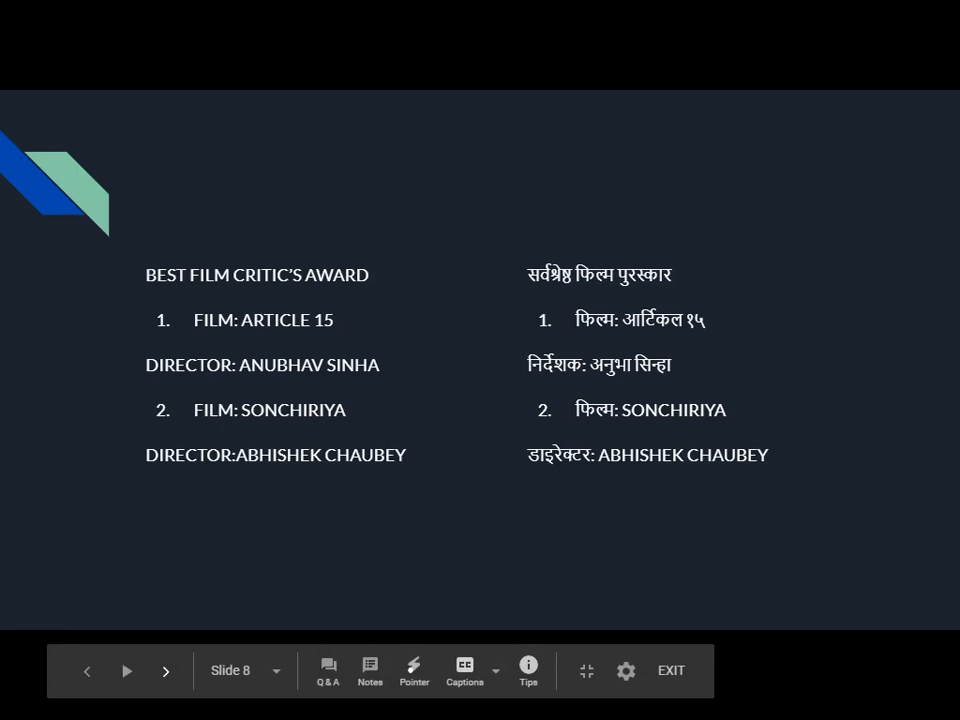 BEST FILM CRITIC’S AWARD
1. FILM: ARTICLE 15
DIRECTOR: ANUBHAV SINHA
2. FILM: SONCHIRIYA
DIRECTOR:ABHISHEK CHAUBEY
सर्वश्रेष्ठ फिल्म पुरस्कार
1. फिल्म: आर्टिकल १५
निर्देशक: अनुभा सिन्हा
2. फिल्म: SONCHIRIYA
डाइरेक्टर: ABHISHEK CHAUBEY
Slide 8
Q & A
Notes
Pointer
CC
Captions
Tips
EXIT